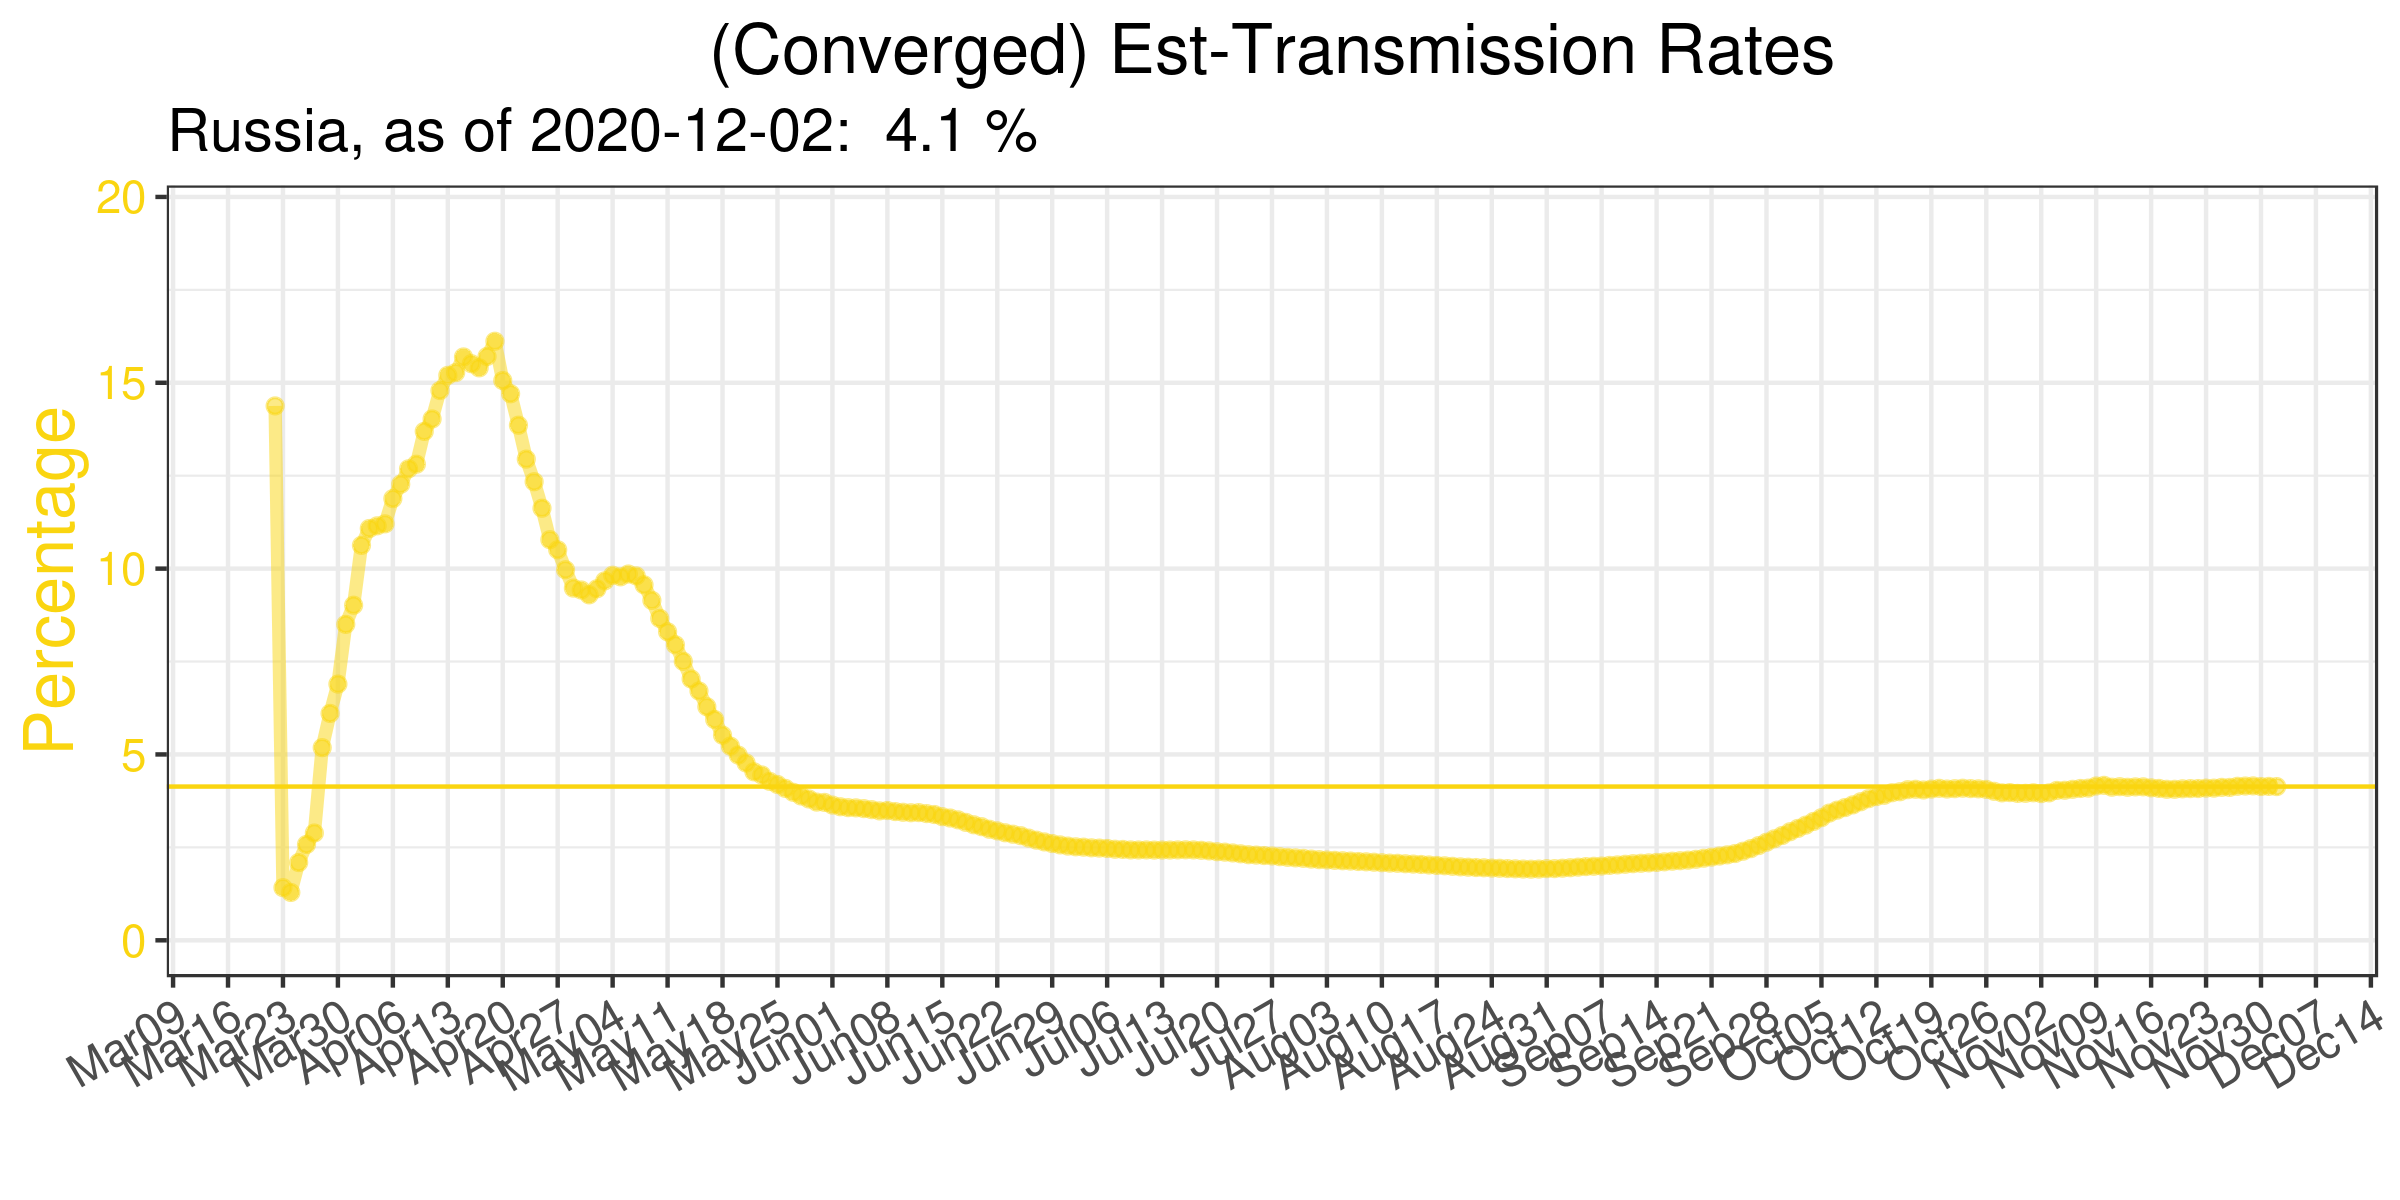 (Converged) Est-Transmission Rates
Russia, as of 2020-12-02:  4.1 %
Percentage
20
15
10
5
0
Mar09
Mar16
Mar23
Mar30
Apr06
Apr13
Apr20
Apr27
May04
May11
May18
May25
Jun01
Jun08
Jun15
Jun22
Jun29
Jul06
Jul13
Jul20
Jul27
Aug03
Aug10
Aug17
Aug24
Aug31
Sep07
Sep14
Sep21
Sep28
Oct05
Oct12
Oct19
Oct26
Nov02
Nov09
Nov16
Nov23
Nov30
Dec07
Dec14